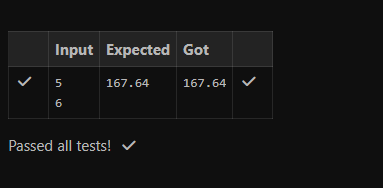 Input Expected Got
5 167.64 167.64
6
Passed all tests!